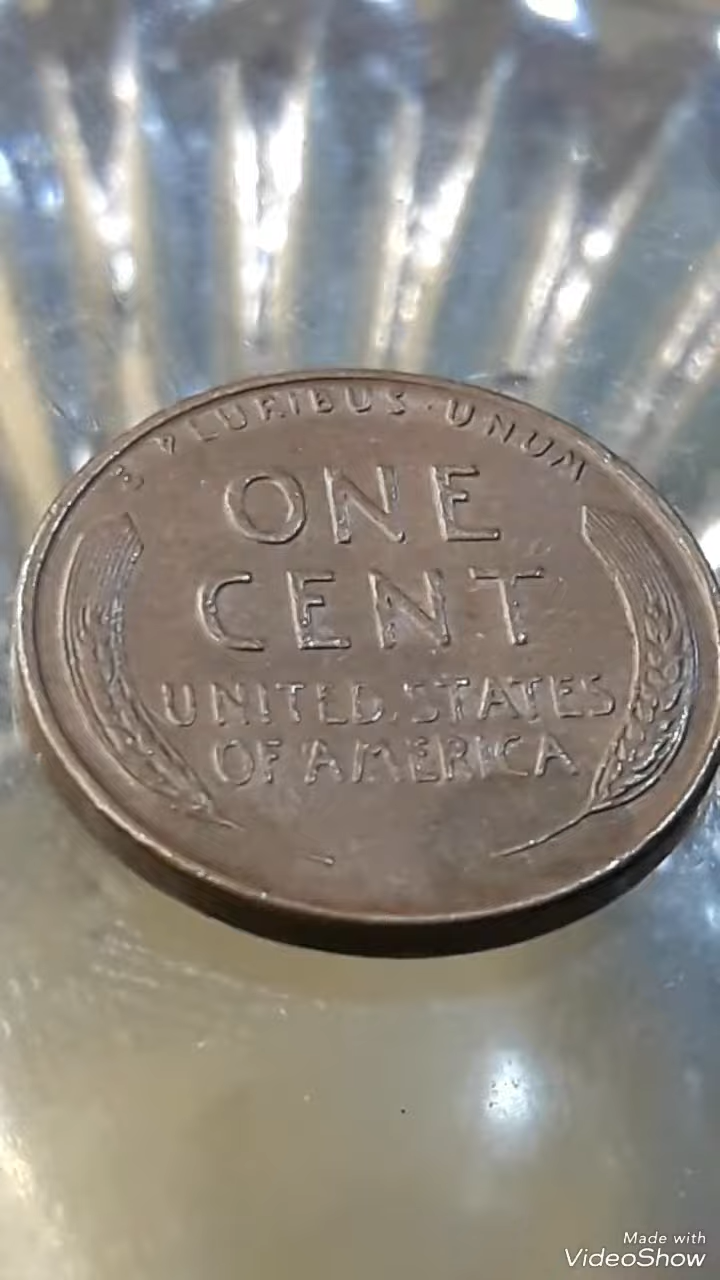 E PLURIBUS · UNUM
ONE
CENT
UNITED STATES
OF AMERICA
Made with
VideoShow